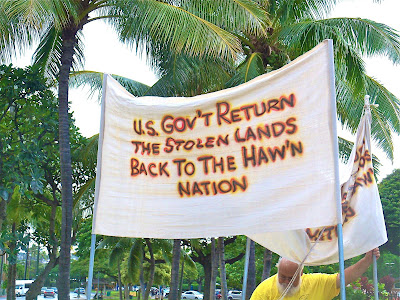 U.S. GOV'T RETURN
THE STOLEN LANDS
BACK TO THE HAW'N
NATION